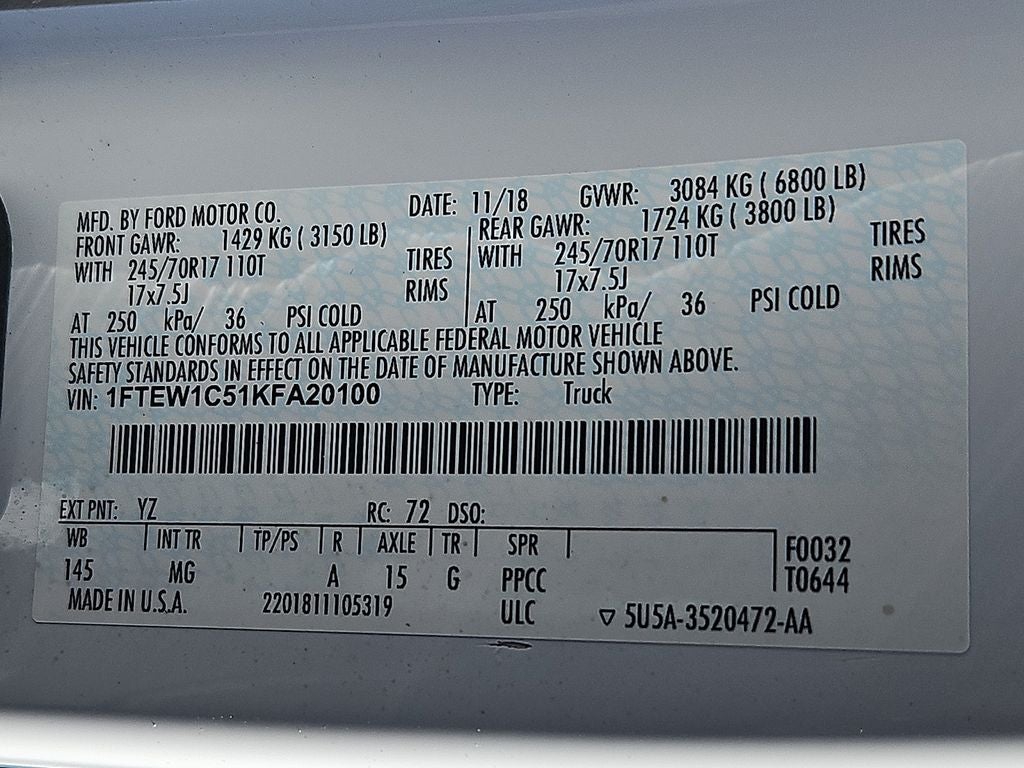 MFD. BY FORD MOTOR CO. DATE: 11/18 GVWR: 3084 KG ( 6800 LB)
FRONT GAWR: 1429 KG ( 3150 LB) REAR GAWR: 1724 KG ( 3800 LB)
WITH 245/70R17 110T TIRES WITH 245/70R17 110T TIRES
17x7.5J RIMS 17x7.5J RIMS
AT 250 kPa/ 36 PSI COLD AT 250 kPa/ 36 PSI COLD
THIS VEHICLE CONFORMS TO ALL APPLICABLE FEDERAL MOTOR VEHICLE
SAFETY STANDARDS IN EFFECT ON THE DATE OF MANUFACTURE SHOWN ABOVE.
VIN: 1FTEW1C51KFA20100 TYPE: Truck
EXT PNT: YZ RC: 72 DSO:
WB INT TR TP/PS R AXLE TR SPR F0032
145 MG A 15 G PPCC T0644
MADE IN U.S.A. 2201811105319 ULC ▽ 5U5A-3520472-AA